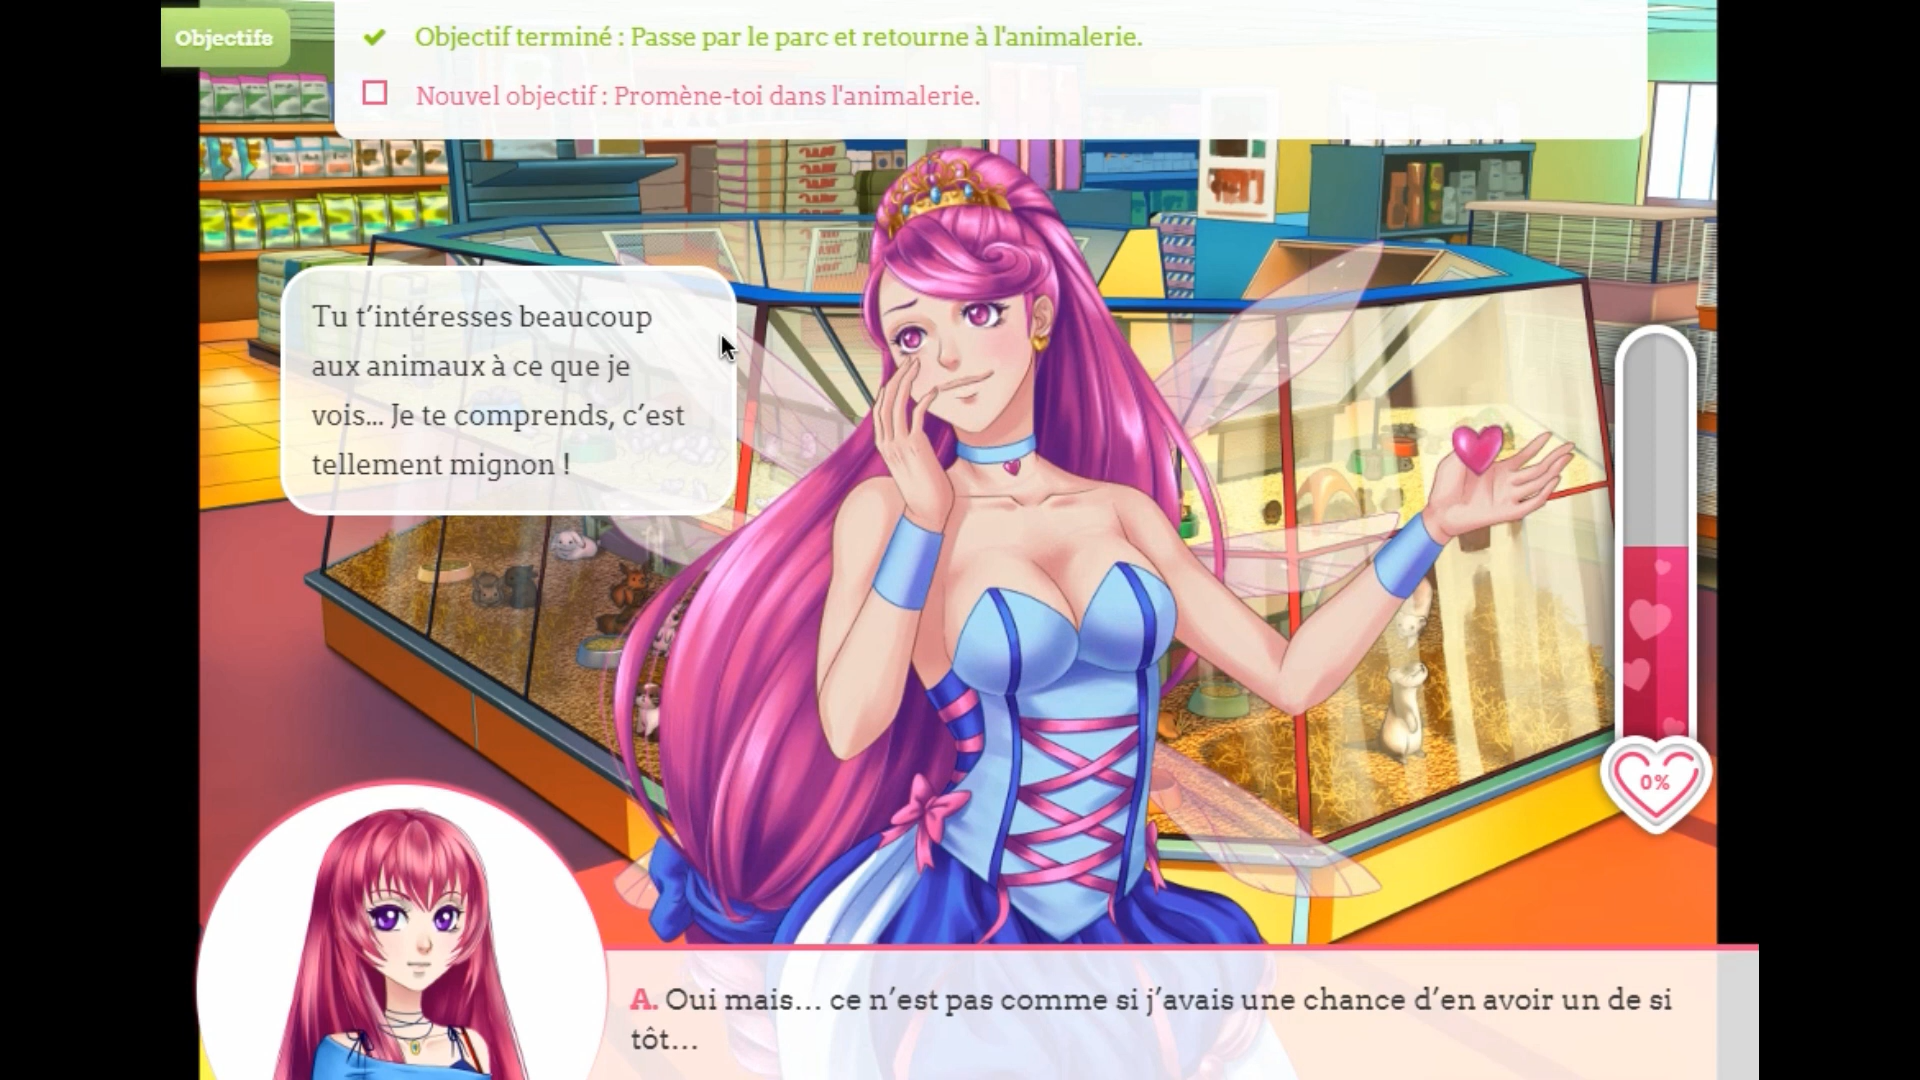 Objectifs
Objectif terminé : Passe par le parc et retourne à l'animalerie.
Nouvel objectif : Promène-toi dans l'animalerie.
Tu t’intéresses beaucoup
aux animaux à ce que je
vois... Je te comprends, c’est
tellement mignon !
0%
A. Oui mais... ce n’est pas comme si j’avais une chance d’en avoir un de si
tôt...